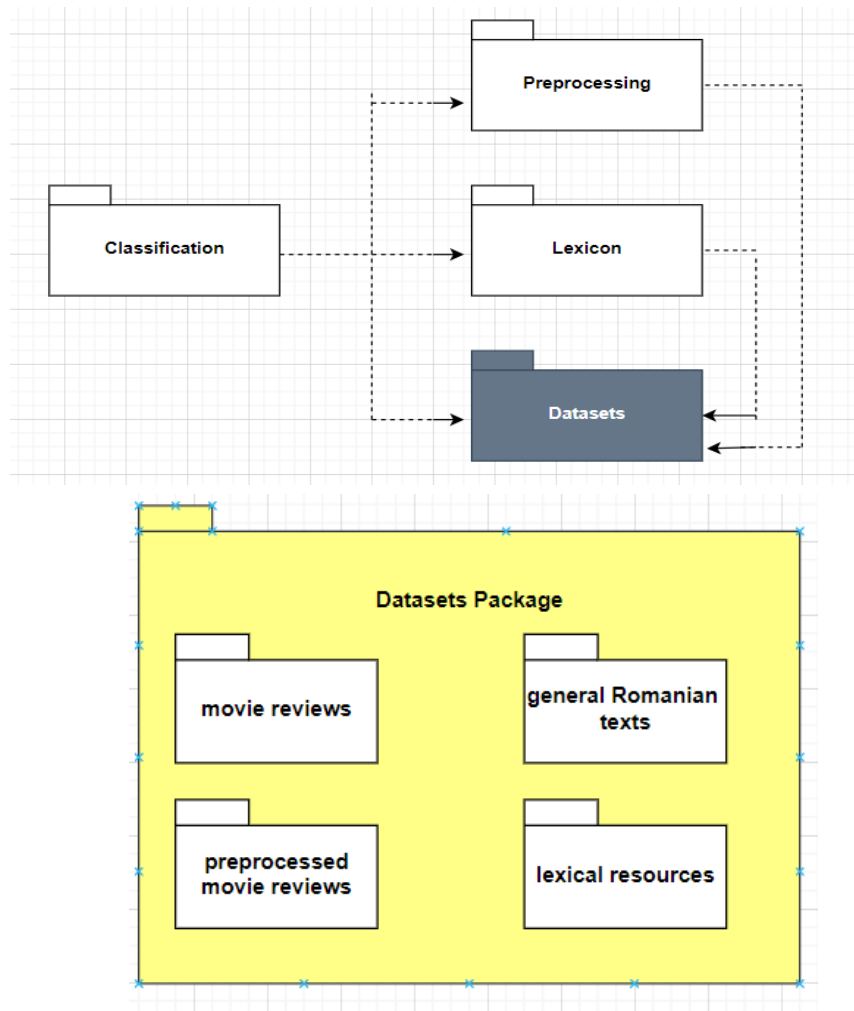 Preprocessing
Classification
Lexicon
Datasets
Datasets Package
movie reviews
general Romanian
texts
preprocessed
movie reviews
lexical resources